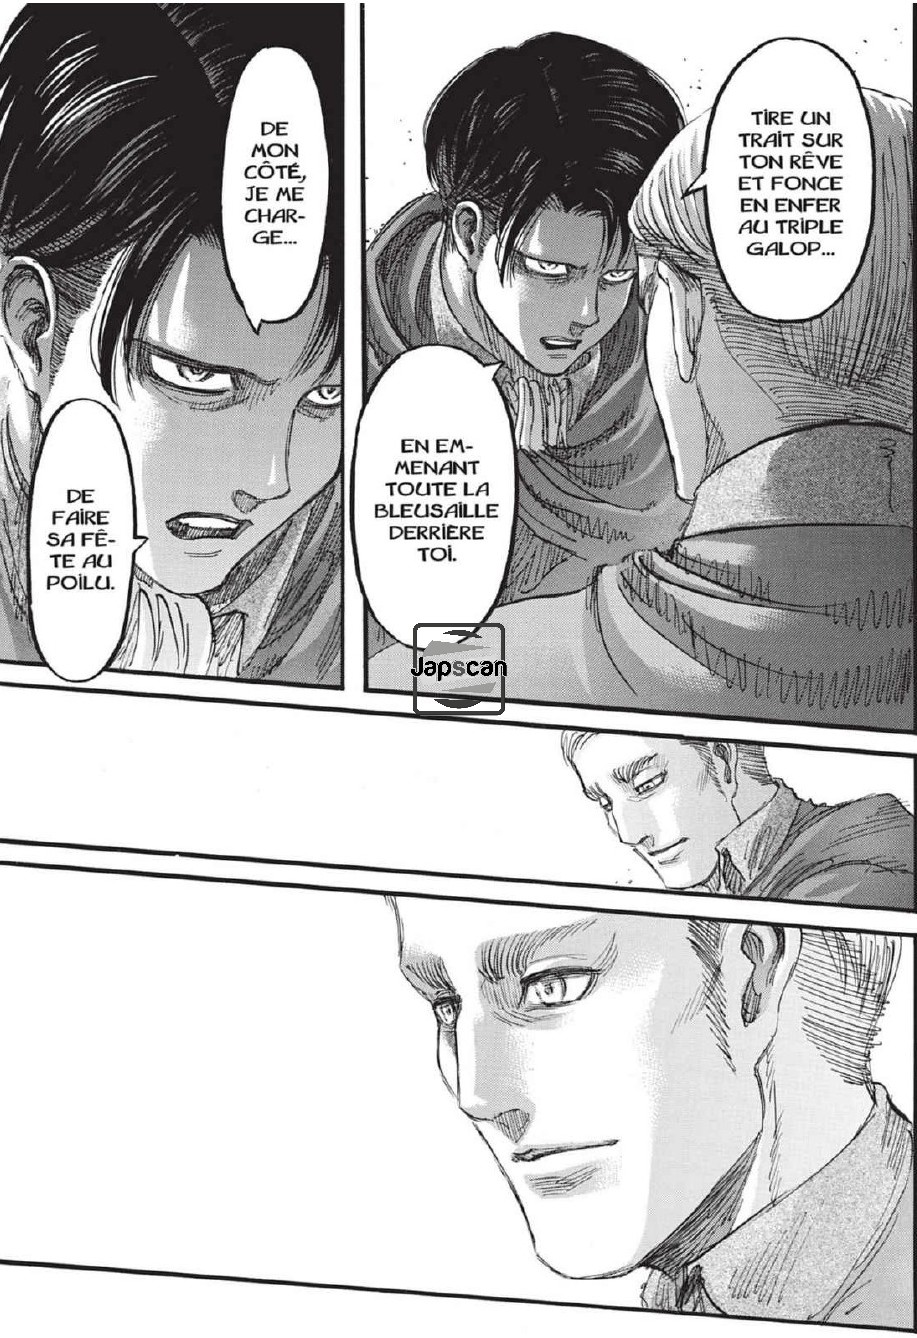 TIRE UN
TRAIT SUR
TON RÊVE
ET FONCE
EN ENFER
AU TRIPLE
GALOP...
EN EM-
MENANT
TOUTE LA
BLEUSAILLE
DERRIÈRE
TOI.
DE
MON
CÔTÉ,
JE ME
CHAR-
GE...
DE
FAIRE
SA FÊ-
TE AU
POILU.
Japscan